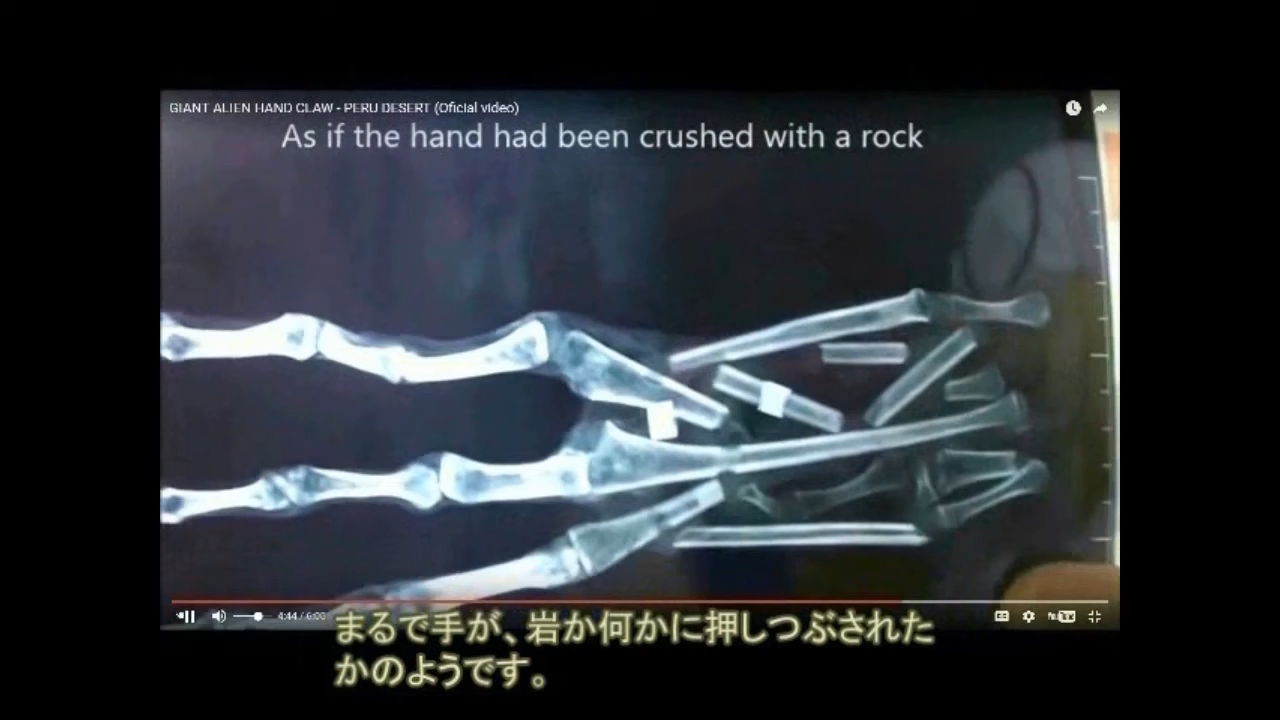 GIANT ALIEN HAND CLAW - PERU DESERT (Oficial video)
As if the hand had been crushed with a rock
4:44 / 6:00
まるで手が、岩か何かに押しつぶされた
かのようです。